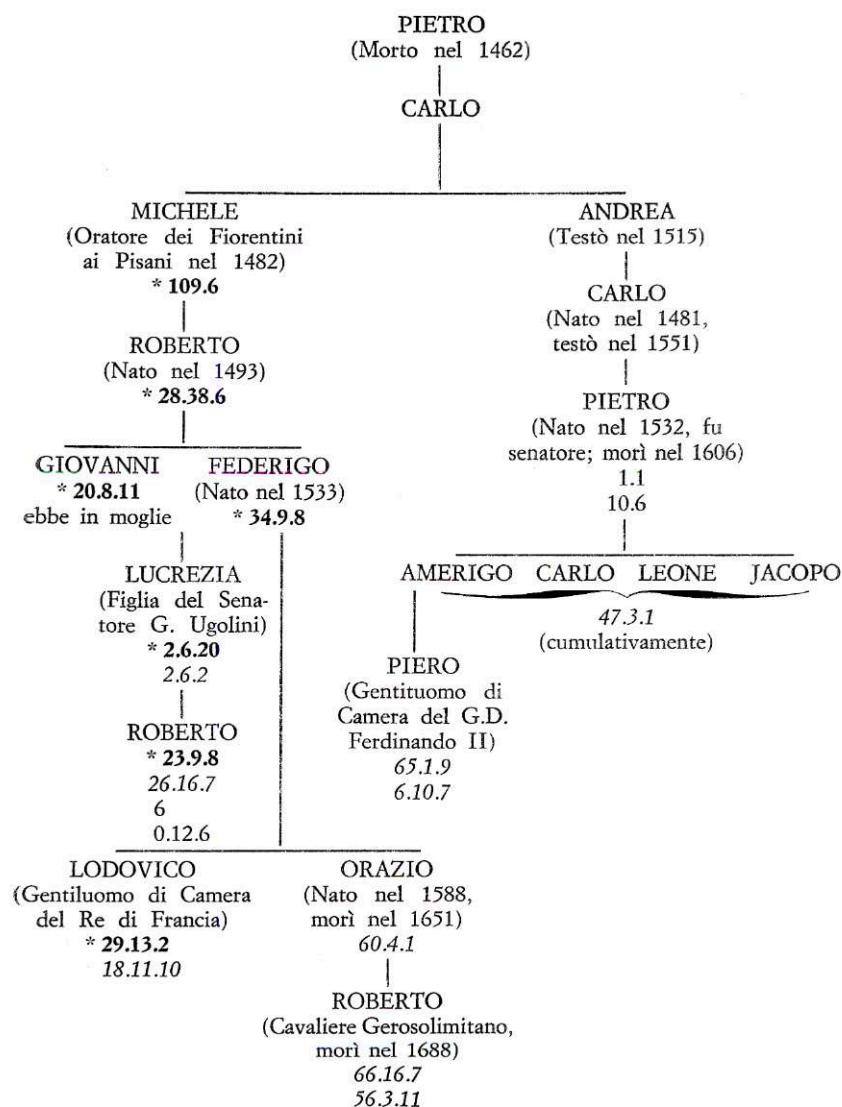 PIETRO
(Morto nel 1462)
CARLO
MICHELE
(Oratore dei Fiorentini
ai Pisani nel 1482)
* 109.6
ROBERTO
(Nato nel 1493)
* 28.38.6
GIOVANNI
* 20.8.11
ebbe in moglie
LUCREZIA
(Figlia del Sena-
tore G. Ugolini)
* 2.6.20
2.6.2
ROBERTO
* 23.9.8
26.16.7
6
0.12.6
FEDERIGO
(Nato nel 1533)
* 34.9.8
LODOVICO
(Gentiluomo di Camera
del Re di Francia)
* 29.13.2
18.11.10
ORAZIO
(Nato nel 1588,
morì nel 1651)
60.4.1
ROBERTO
(Cavaliere Gerosolimitano,
morì nel 1688)
66.16.7
56.3.11
ANDREA
(Testò nel 1515)
CARLO
(Nato nel 1481,
testò nel 1551)
PIETRO
(Nato nel 1532, fu
senatore; morì nel 1606)
1.1
10.6
AMERIGO CARLO LEONE JACOPO
47.3.1
(cumulativamente)
PIERO
(Gentituomo di
Camera del G.D.
Ferdinando II)
65.1.9
6.10.7